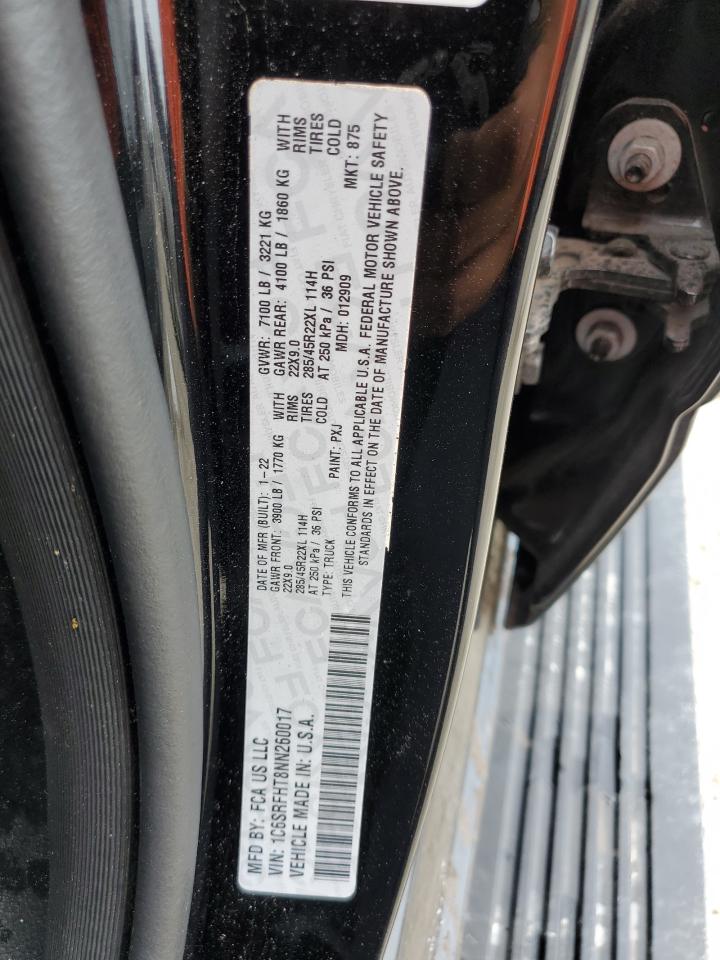 MFD BY: FCA US LLC
DATE OF MFR (BUILT): 1-22
GVWR: 7100 LB / 3221 KG
GAWR FRONT: 3900 LB / 1770 KG WITH
GAWR REAR: 4100 LB / 1860 KG WITH
22X9.0 RIMS
22X9.0 RIMS
285/45R22XL 114H TIRES
285/45R22XL 114H TIRES
AT 250 kPa / 36 PSI COLD
AT 250 kPa / 36 PSI COLD
VIN: 1C6SRFHT8NN260017
TYPE: TRUCK
PAINT: PXJ
MDH: 012909
MKT: 875
VEHICLE MADE IN: U.S.A.
THIS VEHICLE CONFORMS TO ALL APPLICABLE U.S.A. FEDERAL MOTOR VEHICLE SAFETY
STANDARDS IN EFFECT ON THE DATE OF MANUFACTURE SHOWN ABOVE.